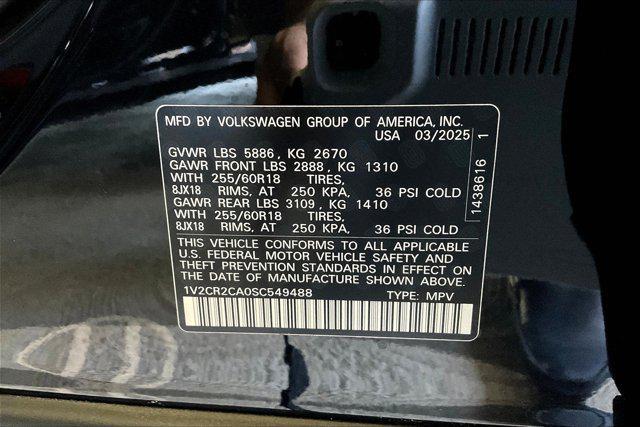 MFD BY VOLKSWAGEN GROUP OF AMERICA, INC.
USA 03/2025
GVWR LBS 5886, KG 2670
GAWR FRONT LBS 2888, KG 1310
WITH 255/60R18 TIRES,
8JX18 RIMS, AT 250 KPA, 36 PSI COLD
GAWR REAR LBS 3109, KG 1410
WITH 255/60R18 TIRES,
8JX18 RIMS, AT 250 KPA, 36 PSI COLD
THIS VEHICLE CONFORMS TO ALL APPLICABLE
U.S. FEDERAL MOTOR VEHICLE SAFETY AND
THEFT PREVENTION STANDARDS IN EFFECT ON
THE DATE OF MANUFACTURE SHOWN ABOVE.
1V2CR2CA0SC549488 TYPE: MPV
1438616 1